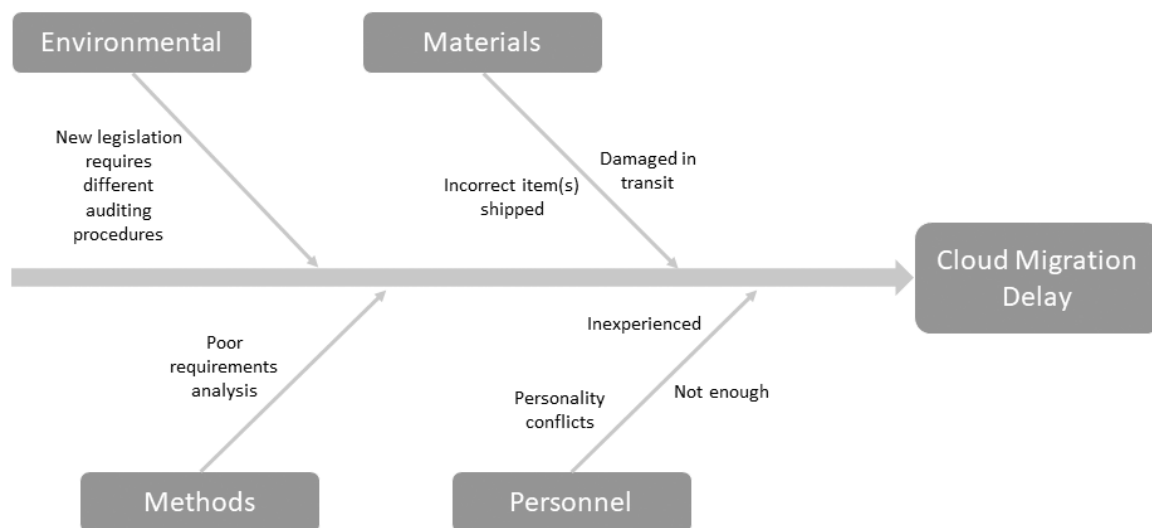 Environmental
Materials
New legislation
requires
different
auditing
procedures
Incorrect item(s)
shipped
Damaged in
transit
Cloud Migration
Delay
Poor
requirements
analysis
Inexperienced
Personality
conflicts
Not enough
Methods
Personnel